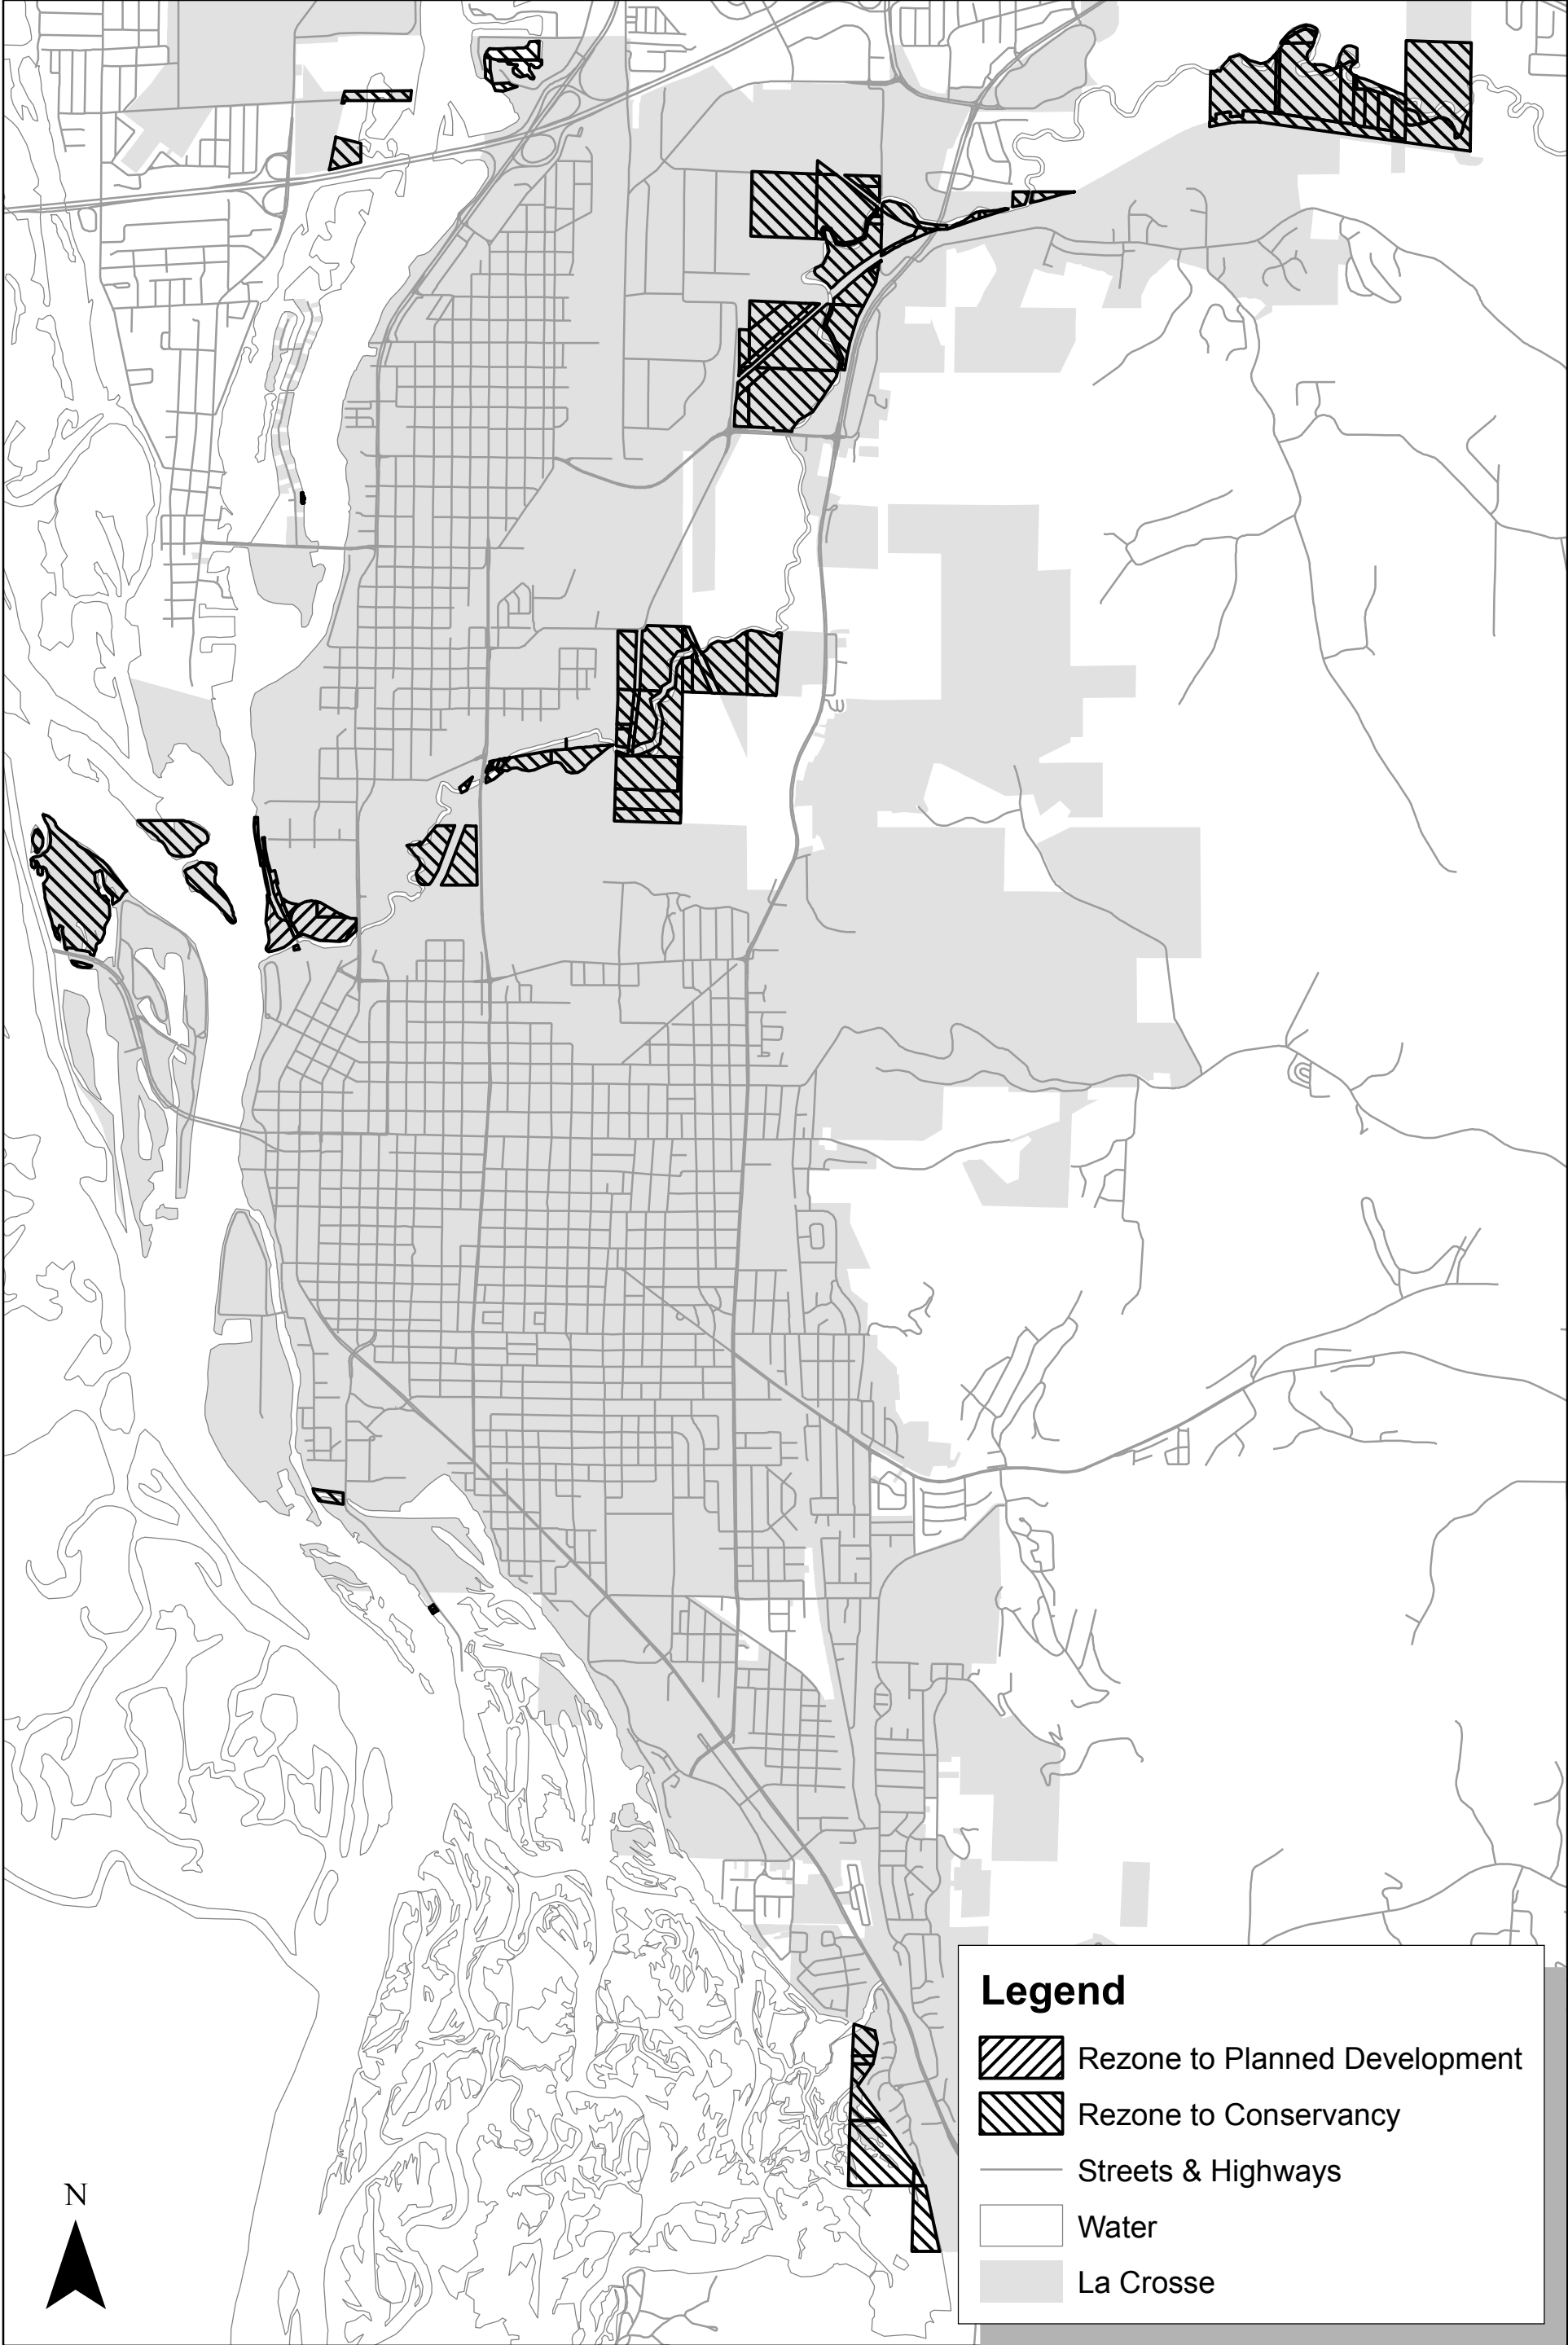 N
Legend
Rezone to Planned Development
Rezone to Conservancy
Streets & Highways
Water
La Crosse